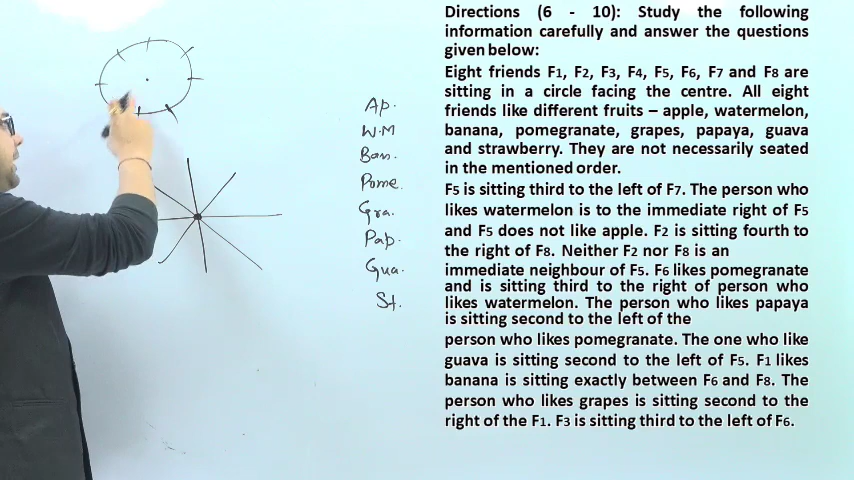 Directions (6 - 10): Study the following
information carefully and answer the questions
given below:
Eight friends F1, F2, F3, F4, F5, F6, F7 and F8 are
sitting in a circle facing the centre. All eight
friends like different fruits – apple, watermelon,
banana, pomegranate, grapes, papaya, guava
and strawberry. They are not necessarily seated
in the mentioned order.
F5 is sitting third to the left of F7. The person who
likes watermelon is to the immediate right of F5
and F5 does not like apple. F2 is sitting fourth to
the right of F8. Neither F2 nor F8 is an
immediate neighbour of F5. F6 likes pomegranate
and is sitting third to the right of person who
likes watermelon. The person who likes papaya
is sitting second to the left of the
person who likes pomegranate. The one who like
guava is sitting second to the left of F5. F1 likes
banana is sitting exactly between F6 and F8. The
person who likes grapes is sitting second to the
right of the F1. F3 is sitting third to the left of F6.
Ap.
W.M
Ban.
Pome.
Gra.
Pap.
Gua.
St.